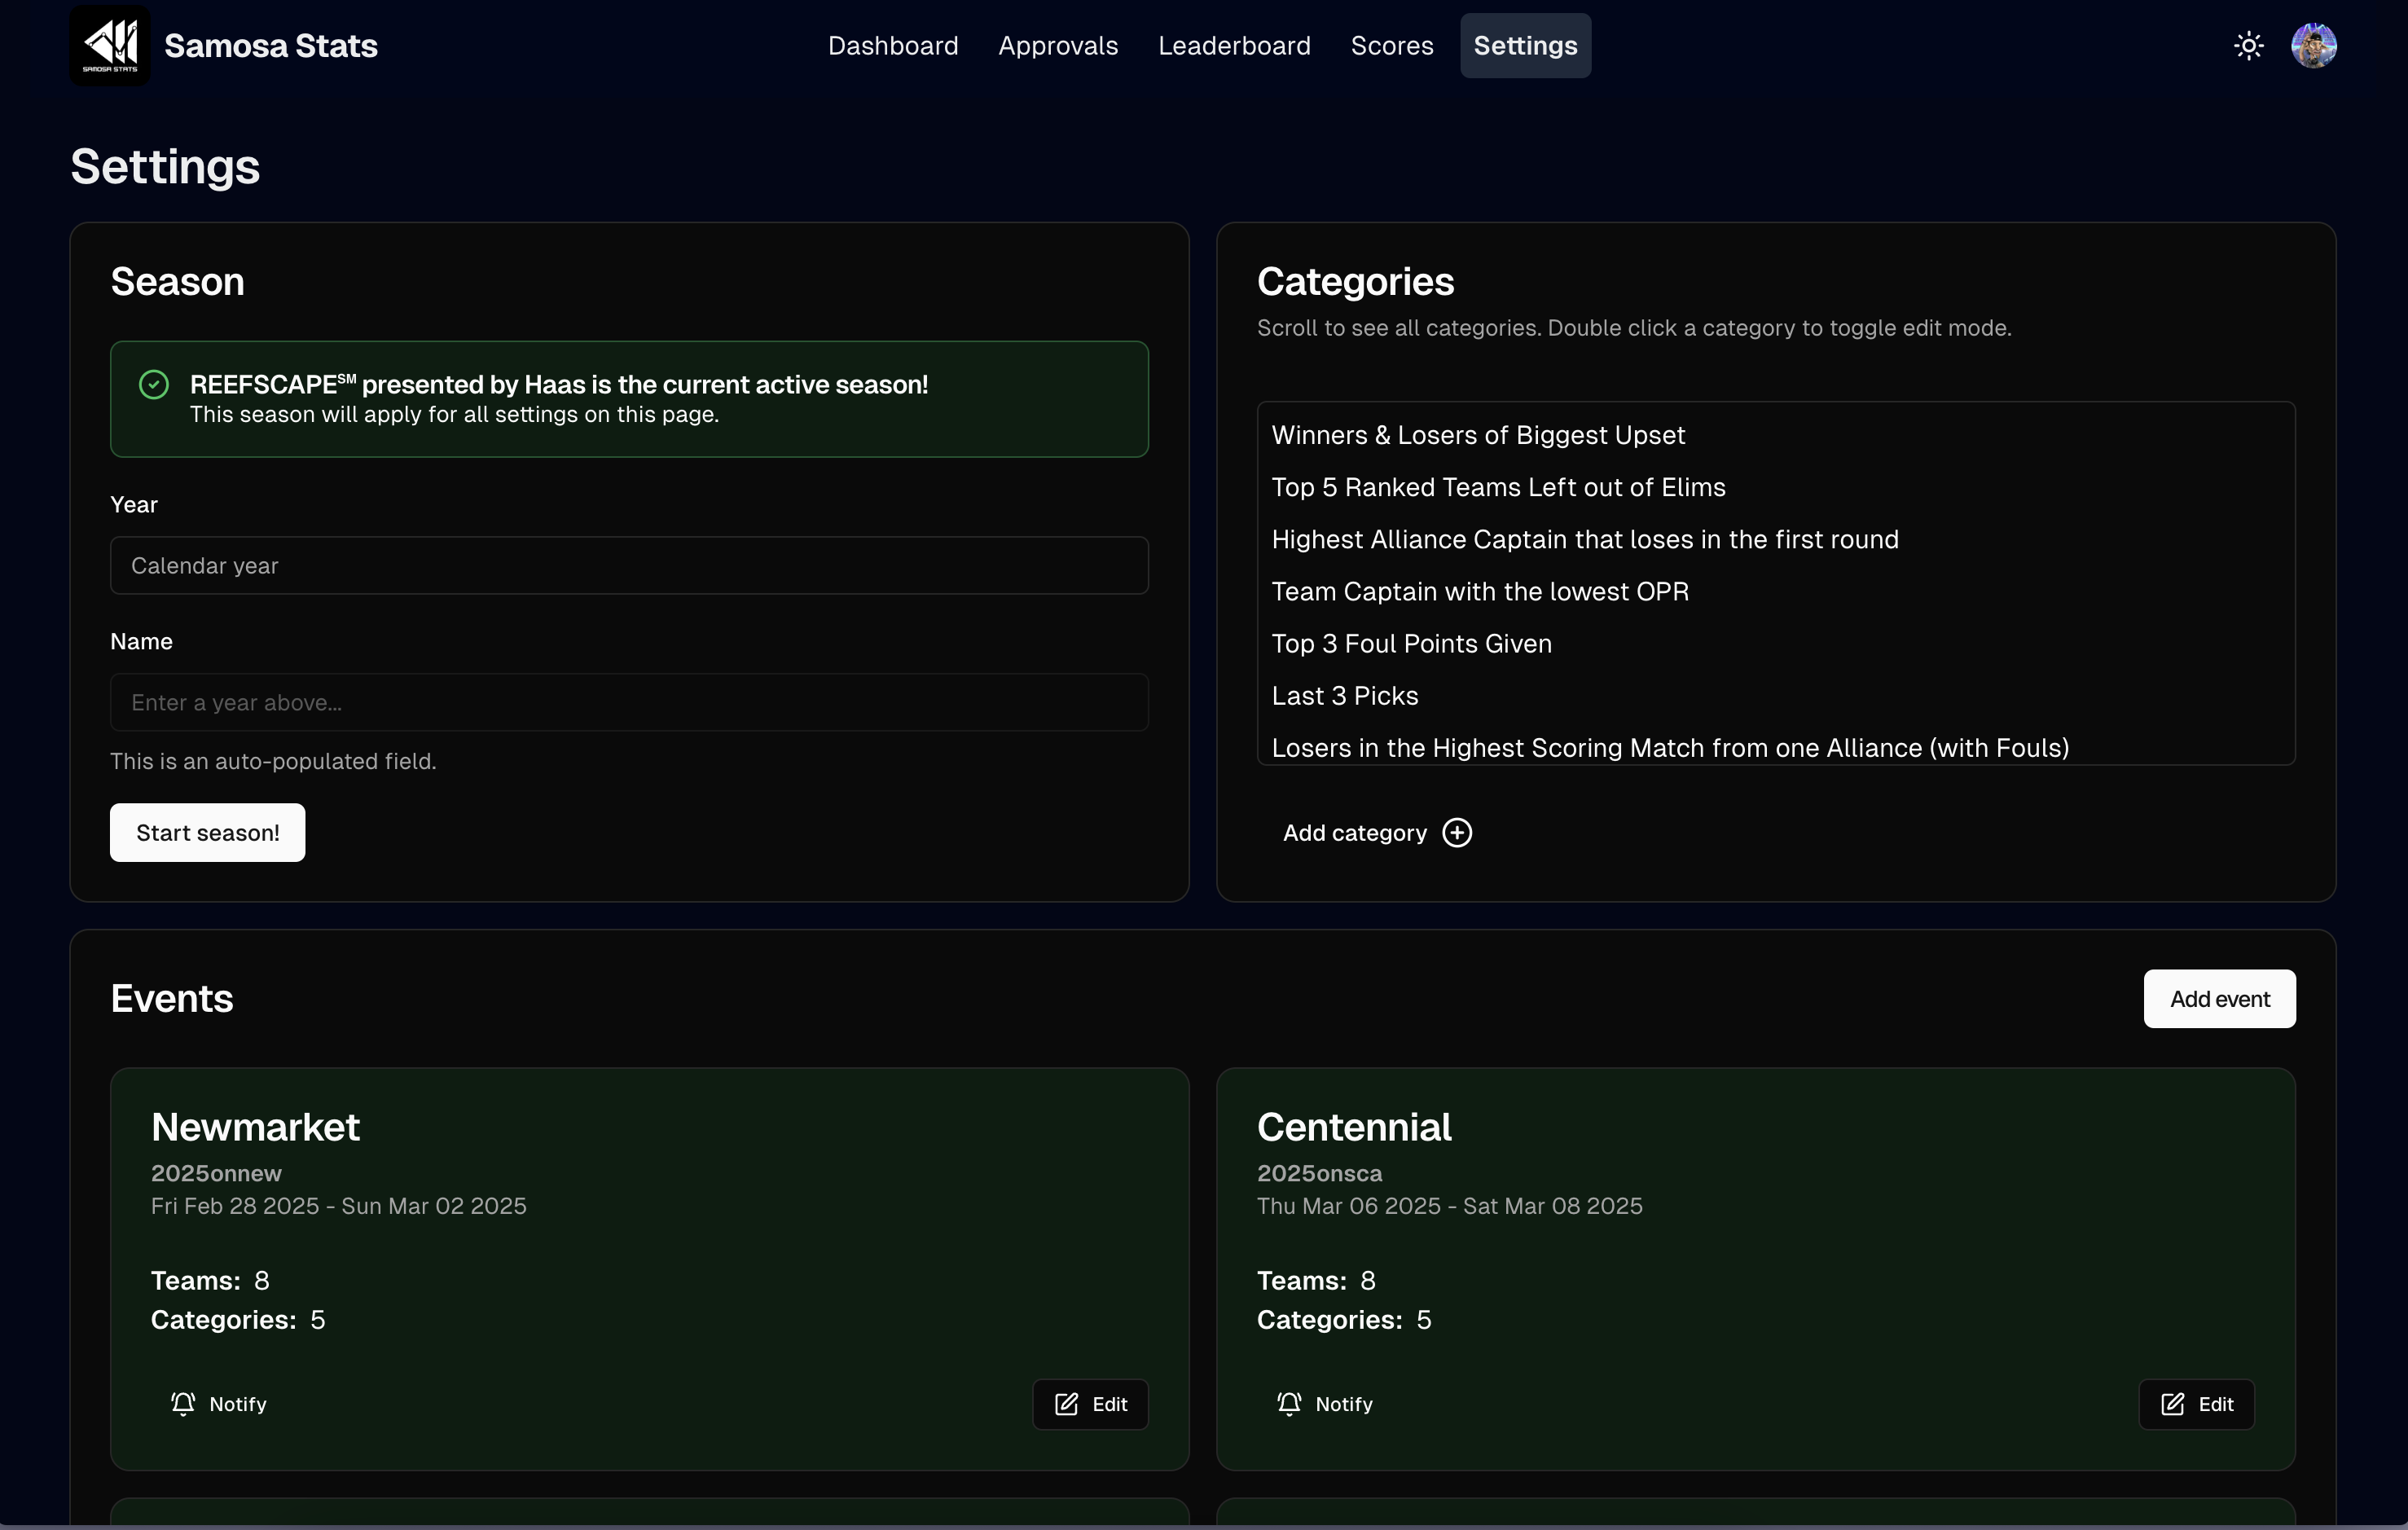 SAMOSA STATS
Samosa Stats
Dashboard
Approvals
Leaderboard
Scores
Settings
Settings
Season
REEFSCAPE℠ presented by Haas is the current active season!
This season will apply for all settings on this page.
Year
Calendar year
Name
Enter a year above...
This is an auto-populated field.
Start season!
Categories
Scroll to see all categories. Double click a category to toggle edit mode.
Winners & Losers of Biggest Upset
Top 5 Ranked Teams Left out of Elims
Highest Alliance Captain that loses in the first round
Team Captain with the lowest OPR
Top 3 Foul Points Given
Last 3 Picks
Losers in the Highest Scoring Match from one Alliance (with Fouls)
Add category
Events
Add event
Newmarket
2025onnew
Fri Feb 28 2025 - Sun Mar 02 2025
Teams: 8
Categories: 5
Notify
Edit
Centennial
2025onsca
Thu Mar 06 2025 - Sat Mar 08 2025
Teams: 8
Categories: 5
Notify
Edit